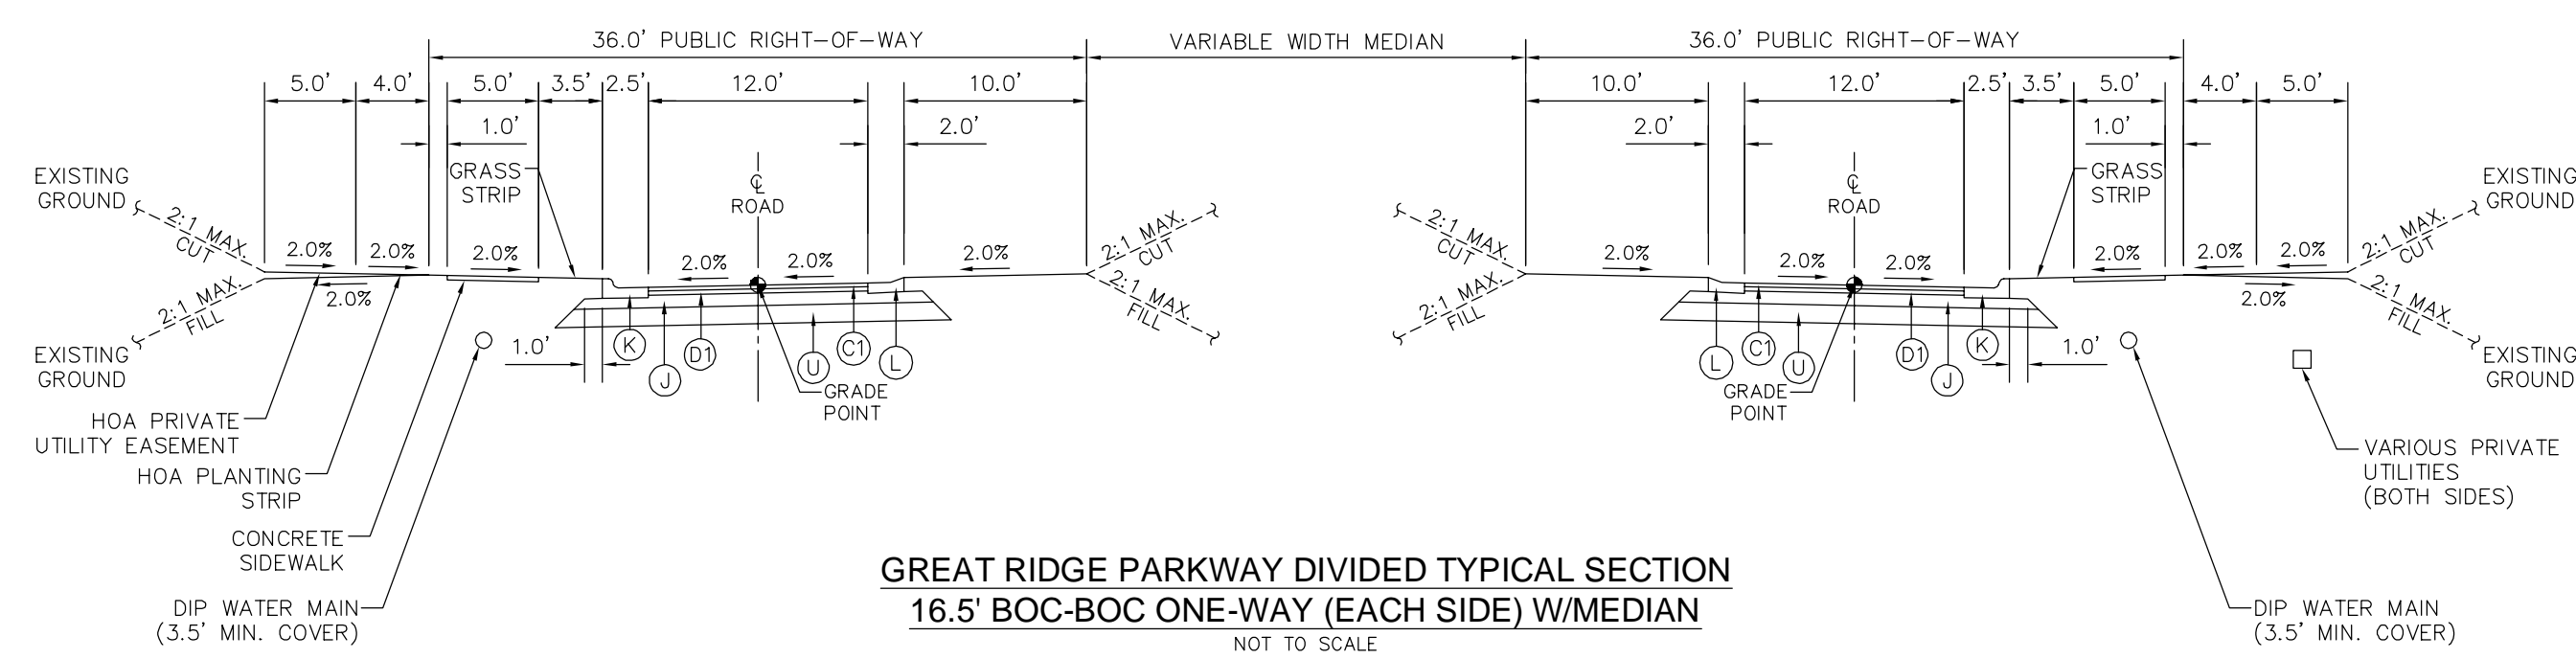 36.0' PUBLIC RIGHT-OF-WAY
VARIABLE WIDTH MEDIAN
36.0' PUBLIC RIGHT-OF-WAY
5.0' 4.0' 5.0' 3.5' 2.5' 12.0' 10.0'
10.0' 12.0' 2.5' 3.5' 5.0' 4.0' 5.0'
1.0' 2.0'
2.0' 1.0'
GRASS
STRIP
℄
ROAD
℄
ROAD
GRASS
STRIP
EXISTING
GROUND
2:1 MAX.
CUT
2:1 MAX.
FILL
EXISTING
GROUND
2.0% 2.0% 2.0% 2.0% 2.0% 2.0%
2.0%
2:1 MAX.
CUT
2:1 MAX.
FILL
2:1 MAX.
CUT
2:1 MAX.
FILL
2.0% 2.0% 2.0% 2.0% 2.0% 2.0%
2.0%
EXISTING
GROUND
2:1 MAX.
CUT
2:1 MAX.
FILL
EXISTING
GROUND
1.0'
K J D1 U C1 L
GRADE
POINT
L C1 U D1 J K
GRADE
POINT
1.0'
HOA PRIVATE
UTILITY EASEMENT
HOA PLANTING
STRIP
CONCRETE
SIDEWALK
DIP WATER MAIN
(3.5' MIN. COVER)
VARIOUS PRIVATE
UTILITIES
(BOTH SIDES)
DIP WATER MAIN
(3.5' MIN. COVER)
GREAT RIDGE PARKWAY DIVIDED TYPICAL SECTION
16.5' BOC-BOC ONE-WAY (EACH SIDE) W/MEDIAN
NOT TO SCALE